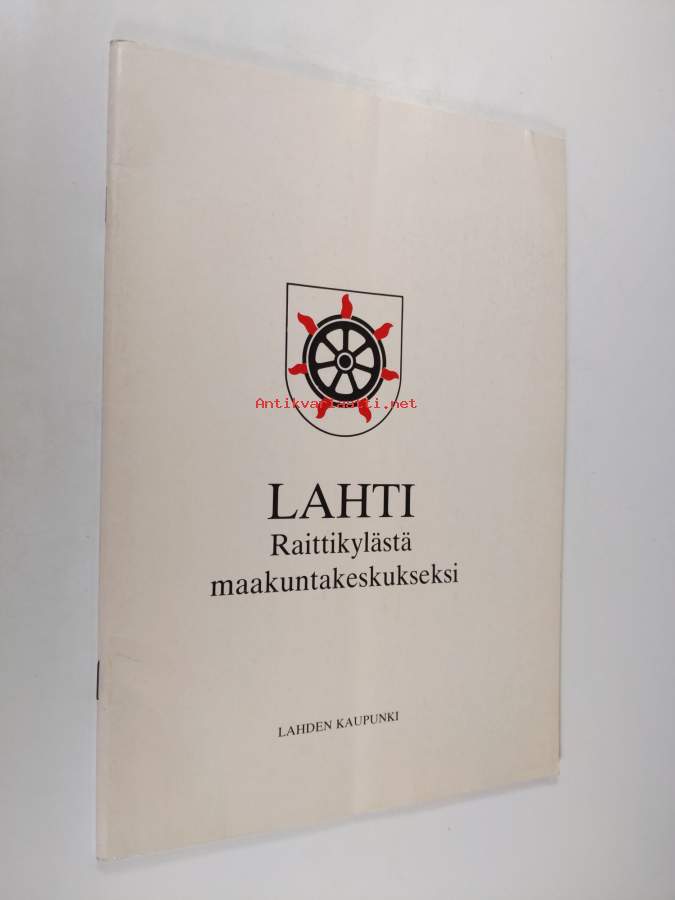 Antikvariaatti.net
LAHTI
Raittikylästä
maakuntakeskukseksi
LAHDEN KAUPUNKI